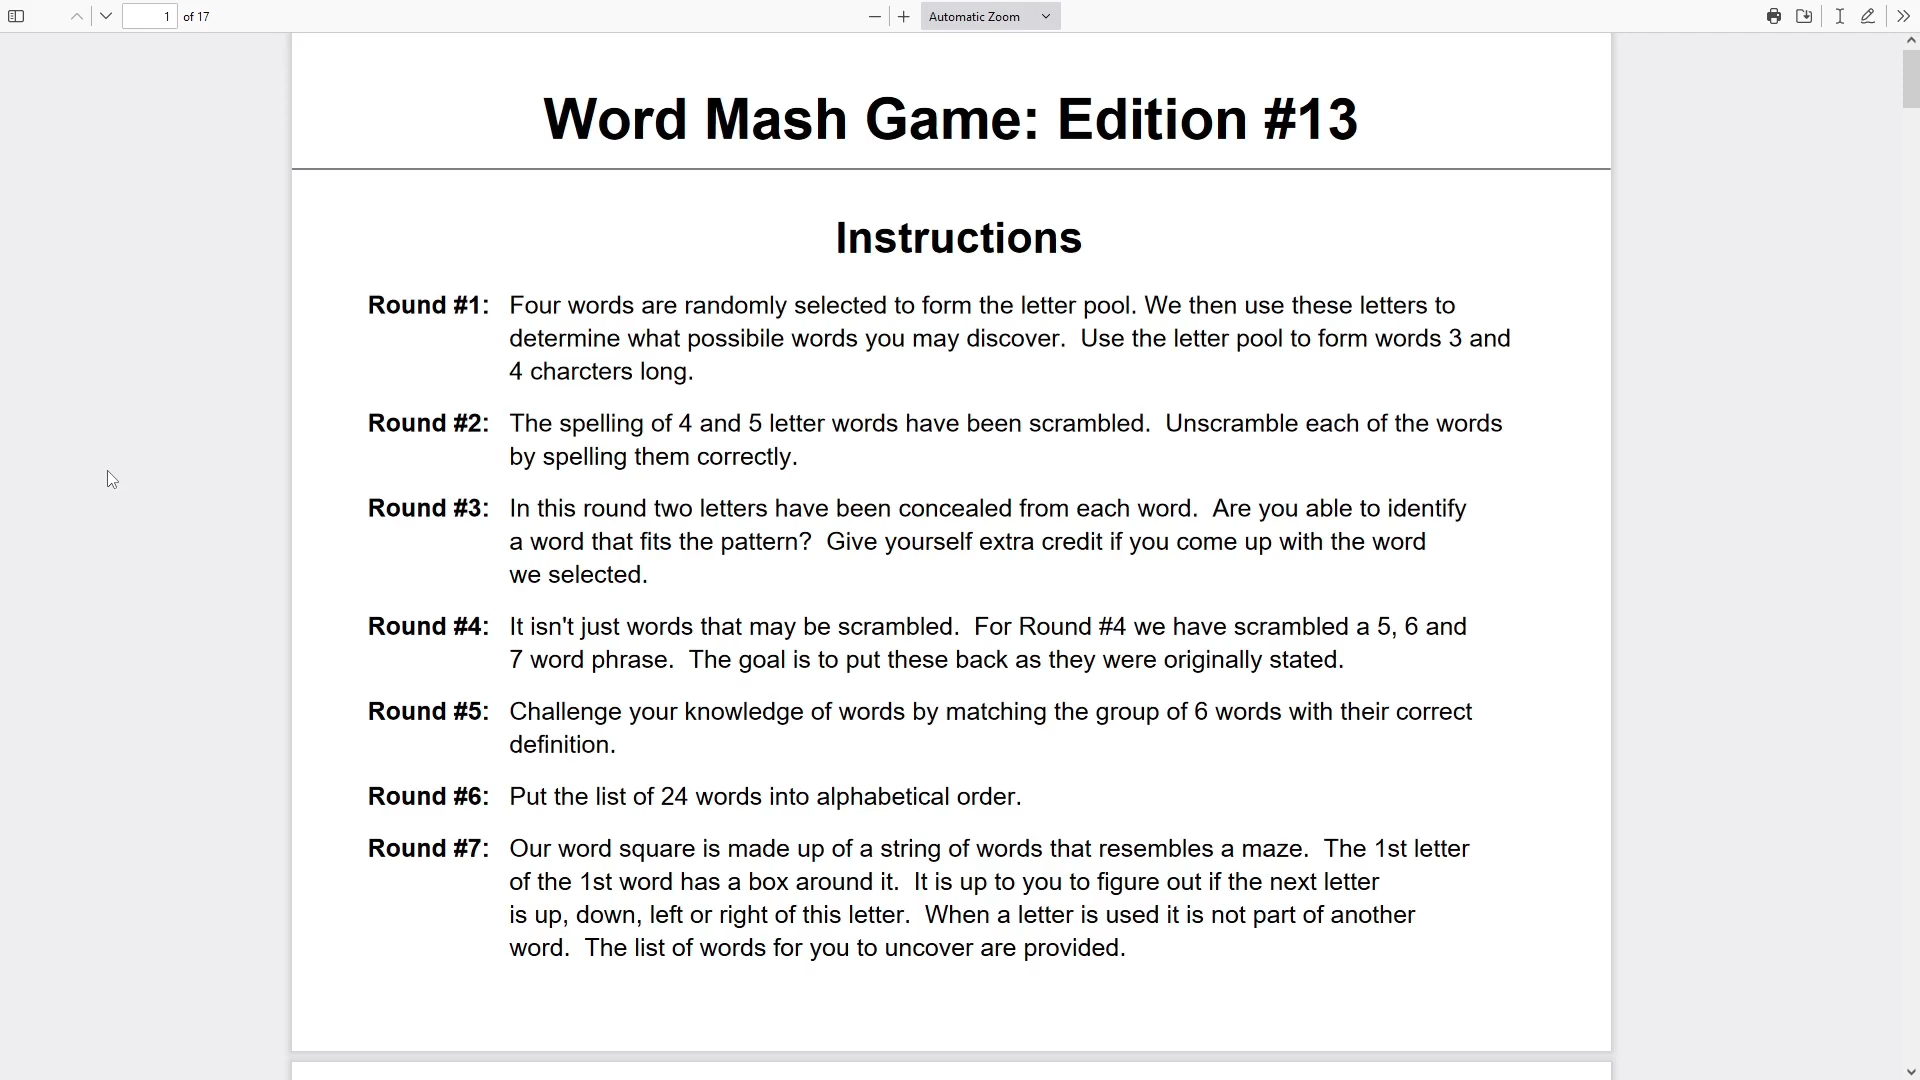 1 of 17 Automatic Zoom
Word Mash Game: Edition #13
Instructions
Round #1: Four words are randomly selected to form the letter pool. We then use these letters to
determine what possibile words you may discover. Use the letter pool to form words 3 and
4 charcters long.
Round #2: The spelling of 4 and 5 letter words have been scrambled. Unscramble each of the words
by spelling them correctly.
Round #3: In this round two letters have been concealed from each word. Are you able to identify
a word that fits the pattern? Give yourself extra credit if you come up with the word
we selected.
Round #4: It isn't just words that may be scrambled. For Round #4 we have scrambled a 5, 6 and
7 word phrase. The goal is to put these back as they were originally stated.
Round #5: Challenge your knowledge of words by matching the group of 6 words with their correct
definition.
Round #6: Put the list of 24 words into alphabetical order.
Round #7: Our word square is made up of a string of words that resembles a maze. The 1st letter
of the 1st word has a box around it. It is up to you to figure out if the next letter
is up, down, left or right of this letter. When a letter is used it is not part of another
word. The list of words for you to uncover are provided.